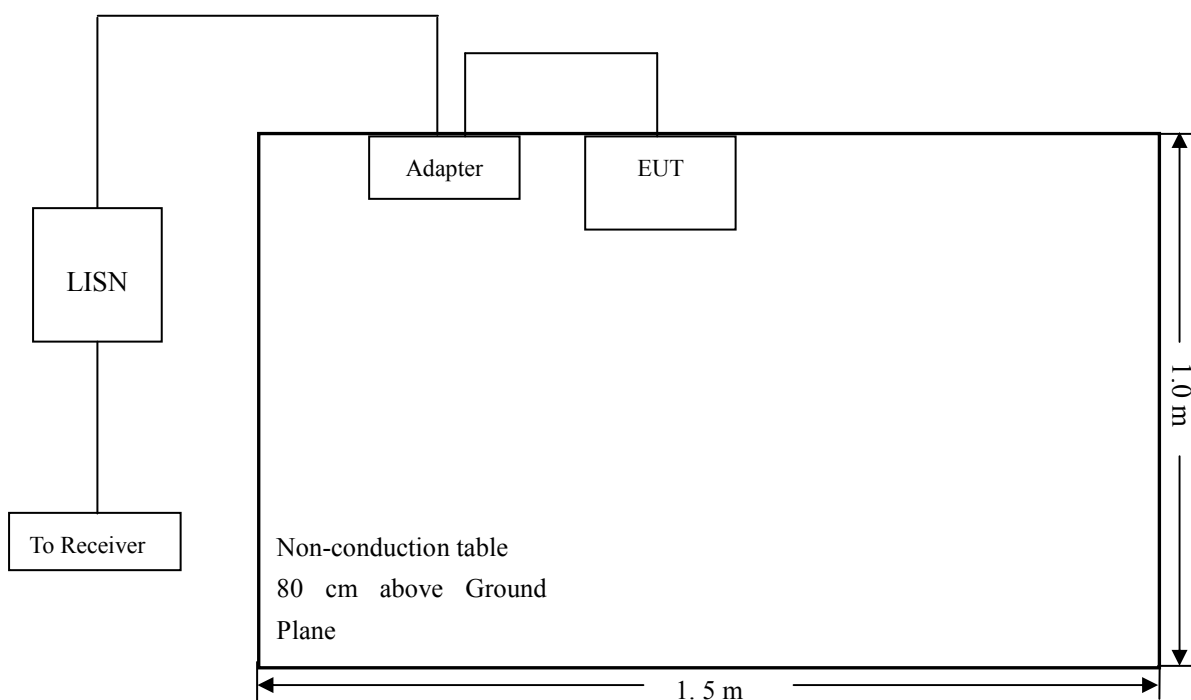 Adapter
EUT
LISN
1.0 m
To Receiver
Non-conduction table
80 cm above Ground
Plane
1. 5 m